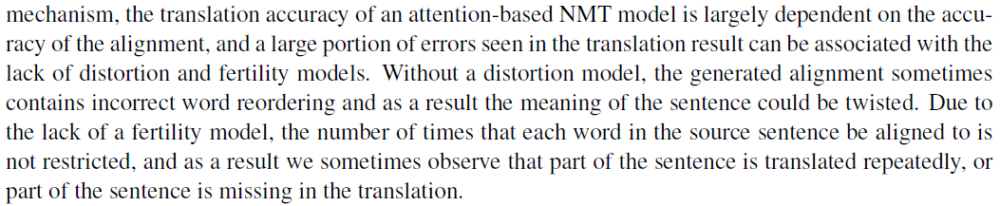 mechanism, the translation accuracy of an attention-based NMT model is largely dependent on the accu-
racy of the alignment, and a large portion of errors seen in the translation result can be associated with the
lack of distortion and fertility models. Without a distortion model, the generated alignment sometimes
contains incorrect word reordering and as a result the meaning of the sentence could be twisted. Due to
the lack of a fertility model, the number of times that each word in the source sentence be aligned to is
not restricted, and as a result we sometimes observe that part of the sentence is translated repeatedly, or
part of the sentence is missing in the translation.